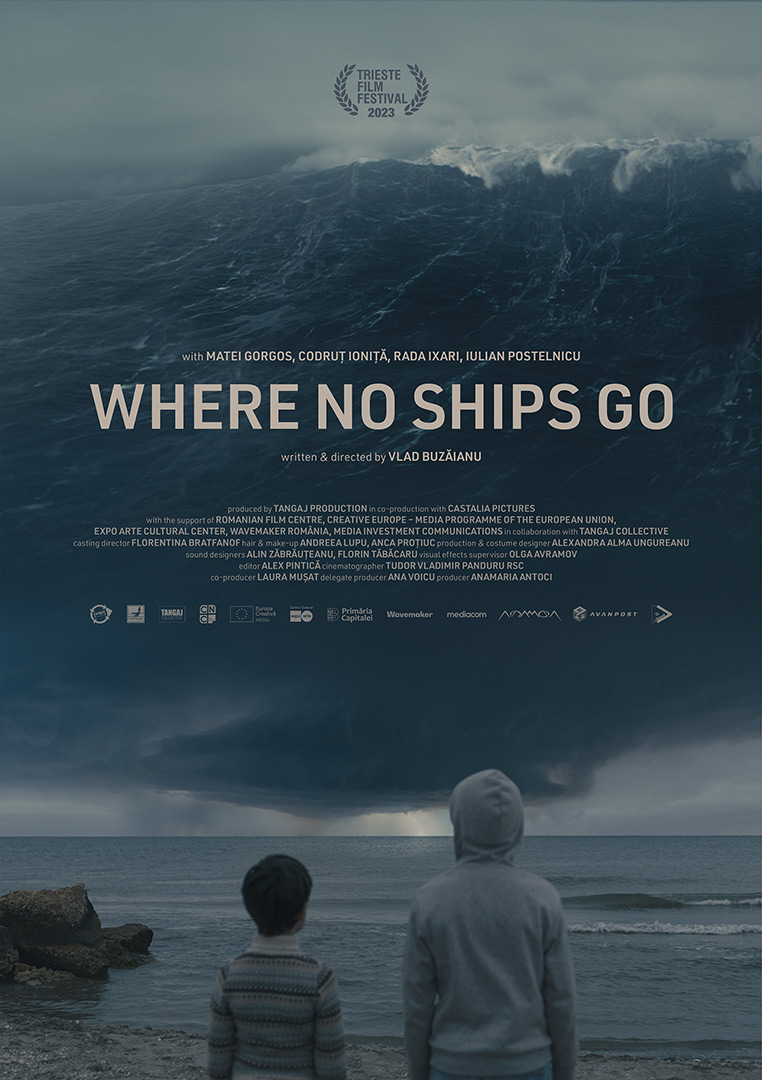 TRIESTE
FILM
FESTIVAL
2023
with MATEI GORGOS, CODRUȚ IONIȚĂ, RADA IXARI, IULIAN POSTELNICU
WHERE NO SHIPS GO
written & directed by VLAD BUZĂIANU
produced by TANGAJ PRODUCTION in co-production with CASTALIA PICTURES
with the support of ROMANIAN FILM CENTRE, CREATIVE EUROPE – MEDIA PROGRAMME OF THE EUROPEAN UNION,
EXPO ARTE CULTURAL CENTER, WAVEMAKER ROMÂNIA, MEDIA INVESTMENT COMMUNICATIONS in collaboration with TANGAJ COLLECTIVE
casting director FLORENTINA BRATFANOF hair & make-up ANDREEA LUPU, ANCA PROȚIUC production & costume designer ALEXANDRA ALMA UNGUREANU
sound designers ALIN ZĂBRĂUȚEANU, FLORIN TĂBĂCARU visual effects supervisor OLGA AVRAMOV
editor ALEX PINTICĂ cinematographer TUDOR VLADIMIR PANDURU RSC
co-producer LAURA MUȘAT delegate producer ANA VOICU producer ANAMARIA ANTOCI
TANGAJ
COLLECTIVE
CNC
Europa
Creativă
MEDIA
expo arte
Primăria
Capitalei
Wavemaker
mediacom
AVANPOST